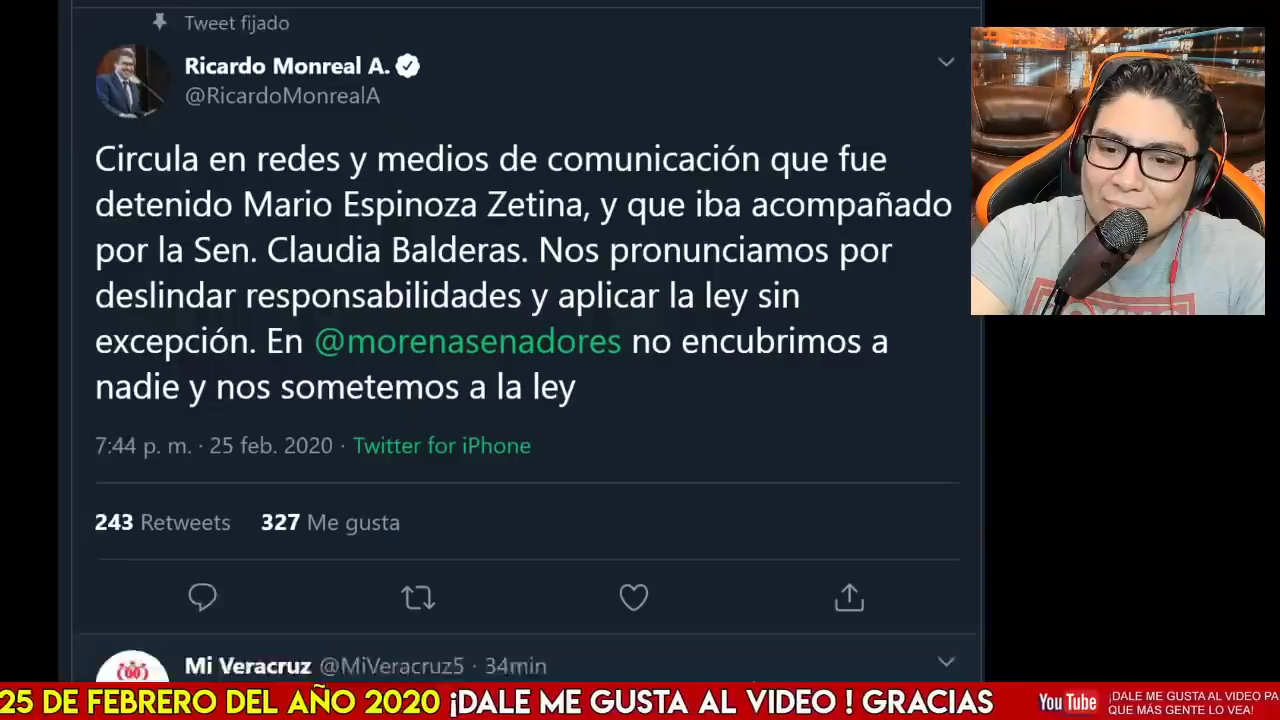 Tweet fijado
Ricardo Monreal A.
@RicardoMonrealA
Circula en redes y medios de comunicación que fue
detenido Mario Espinoza Zetina, y que iba acompañado
por la Sen. Claudia Balderas. Nos pronunciamos por
deslindar responsabilidades y aplicar la ley sin
excepción. En @morenasenadores no encubrimos a
nadie y nos sometemos a la ley
7:44 p. m. · 25 feb. 2020 · Twitter for iPhone
243 Retweets 327 Me gusta
Mi Veracruz @MiVeracruz5 · 34min
25 DE FEBRERO DEL AÑO 2020 ¡DALE ME GUSTA AL VIDEO ! GRACIAS
YouTube
¡DALE ME GUSTA AL VIDEO PA
QUE MÁS GENTE LO VEA!